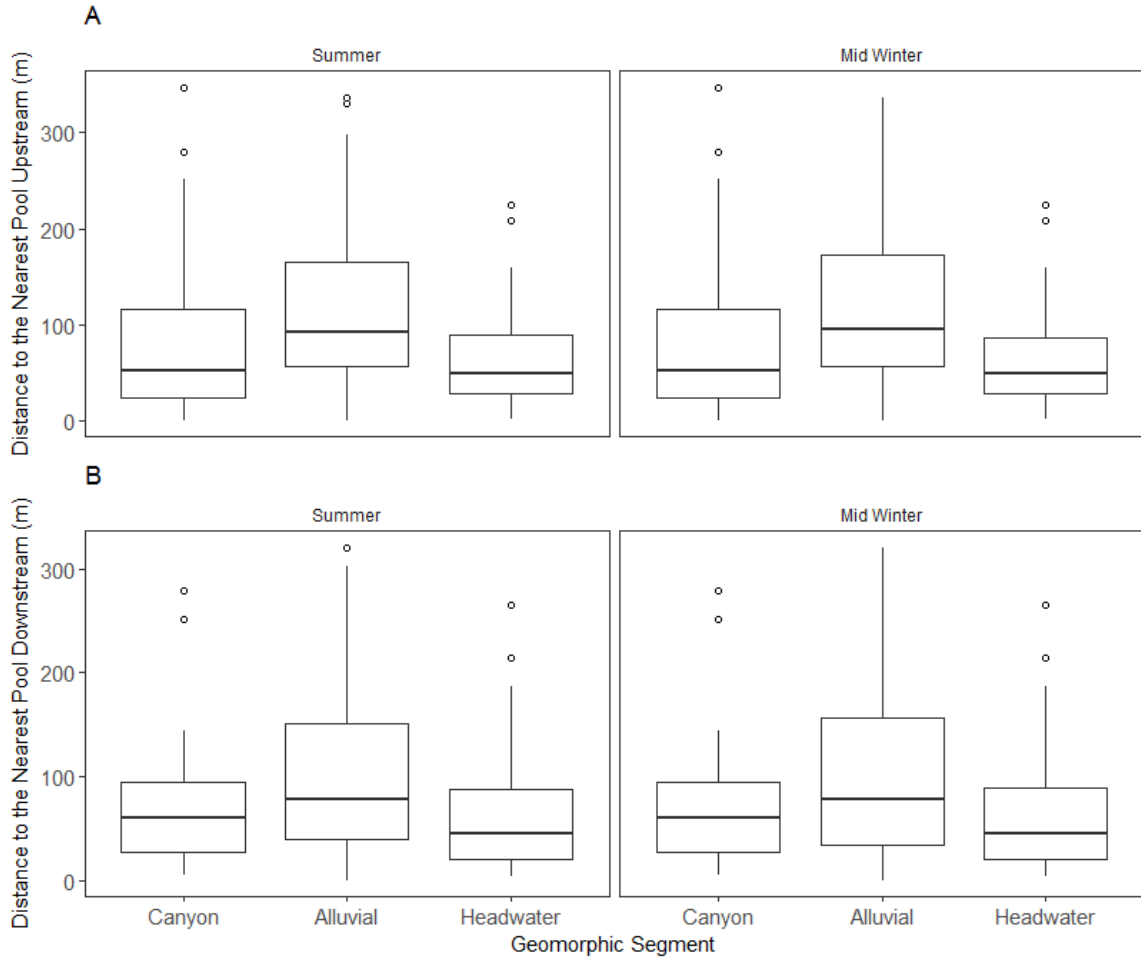 A
Summer
Mid Winter
Distance to the Nearest Pool Upstream (m)
300
200
100
0
B
Summer
Mid Winter
Distance to the Nearest Pool Downstream (m)
300
200
100
0
Canyon Alluvial Headwater
Canyon Alluvial Headwater
Geomorphic Segment